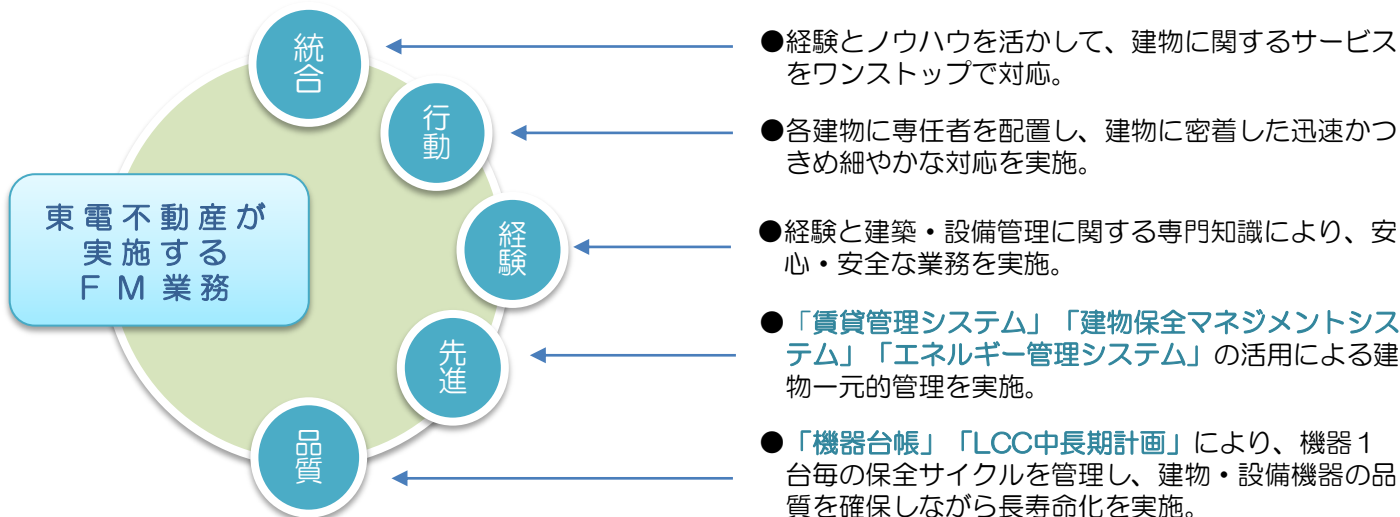 統合
●経験とノウハウを活かして、建物に関するサービス
をワンストップで対応。
行動
●各建物に専任者を配置し、建物に密着した迅速かつ
きめ細やかな対応を実施。
東電不動産が
実施する
ＦＭ業務
経験
●経験と建築・設備管理に関する専門知識により、安
心・安全な業務を実施。
先進
●「賃貸管理システム」「建物保全マネジメントシス
テム」「エネルギー管理システム」の活用による建
物一元的管理を実施。
品質
●「機器台帳」「LCC中長期計画」により、機器１
台毎の保全サイクルを管理し、建物・設備機器の品
質を確保しながら長寿命化を実施。